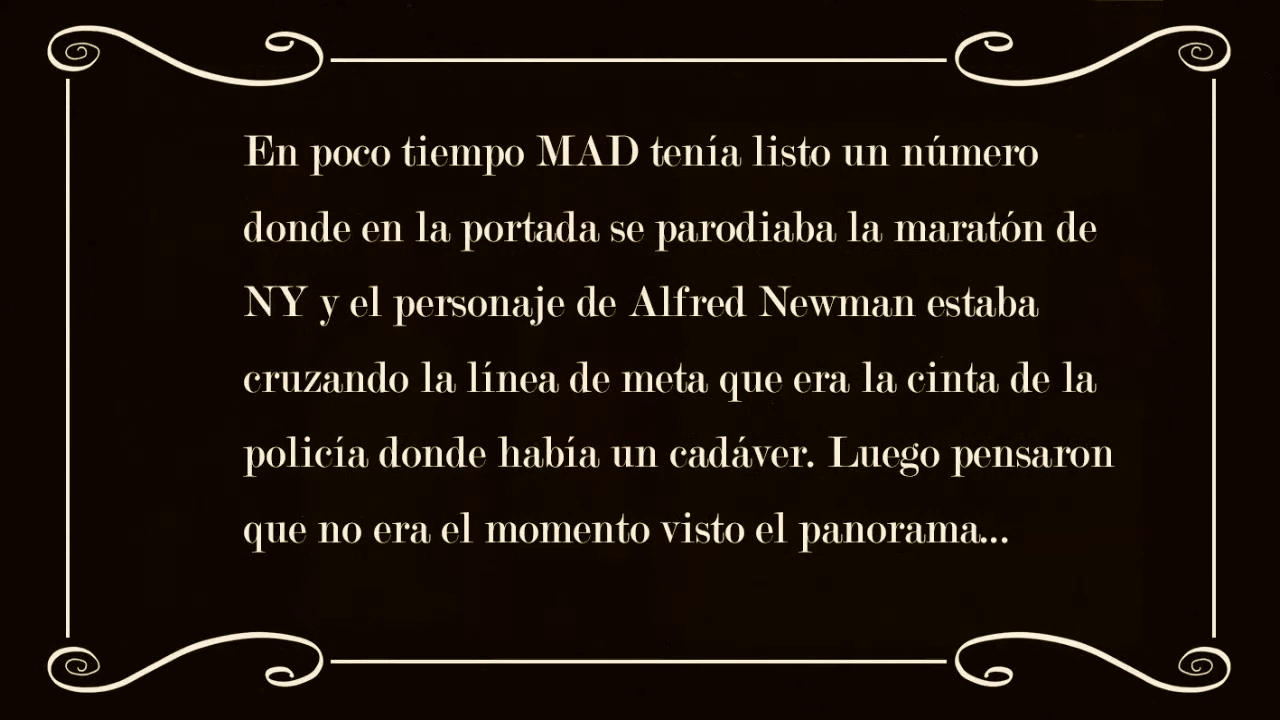 En poco tiempo MAD tenía listo un número
donde en la portada se parodiaba la maratón de
NY y el personaje de Alfred Newman estaba
cruzando la línea de meta que era la cinta de la
policía donde había un cadáver. Luego pensaron
que no era el momento visto el panorama...